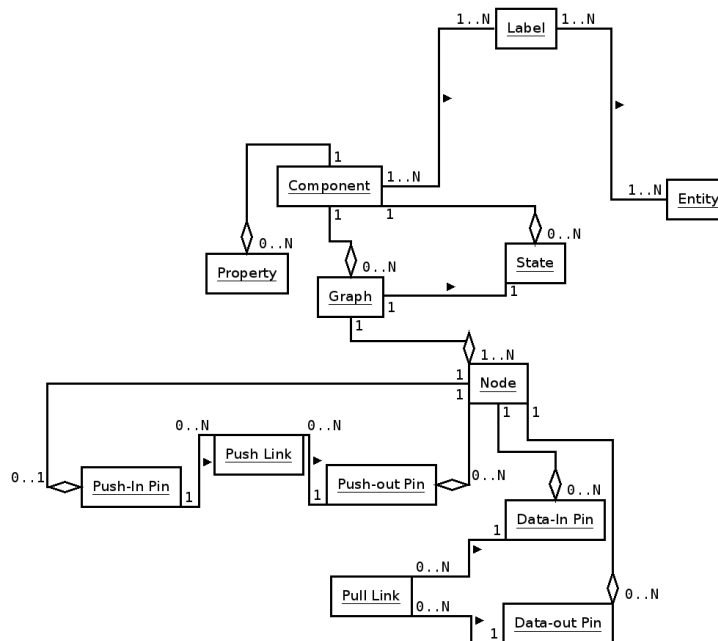 1..N
Label
1..N
1
Component
1..N
1..N
Entity
1
1
0..N
0..N
0..N
Property
State
Graph
1
1
1
1..N
1
Node
1
1
1
0..N
Push Link
0..N
0..1
Push-In Pin
1
1
Push-out Pin
0..N
0..N
1
Data-In Pin
0..N
Pull Link
0..N
0..N
1
Data-out Pin